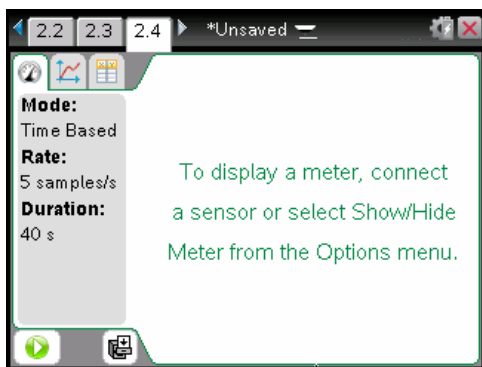 2.2 2.3 2.4 *Unsaved
Mode:
Time Based
Rate:
5 samples/s
Duration:
40 s
To display a meter, connect
a sensor or select Show/Hide
Meter from the Options menu.